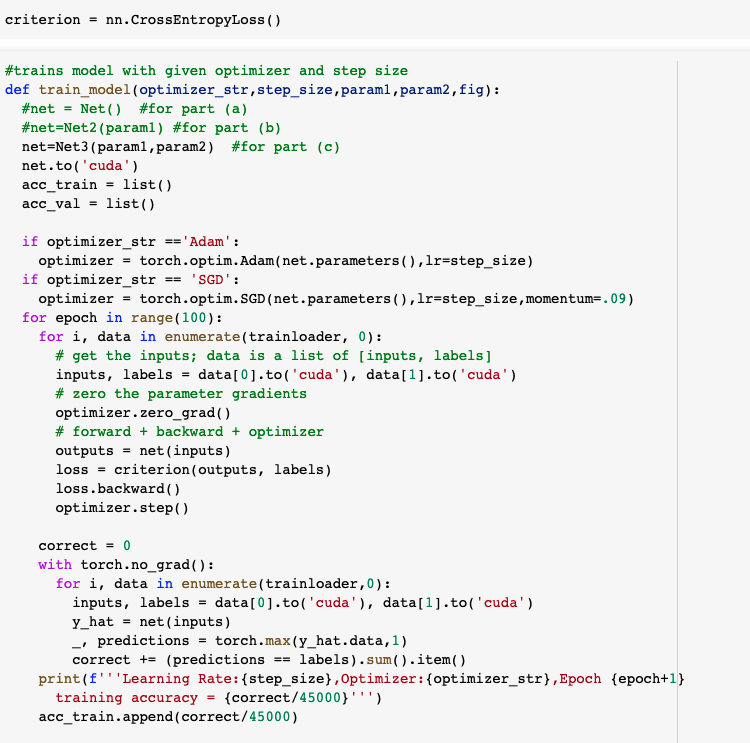 criterion = nn.CrossEntropyLoss()
#trains model with given optimizer and step size
def train_model(optimizer_str,step_size,param1,param2,fig):
  #net = Net()  #for part (a)
  #net=Net2(param1) #for part (b)
  net=Net3(param1,param2)  #for part (c)
  net.to('cuda')
  acc_train = list()
  acc_val = list()
  if optimizer_str =='Adam':
    optimizer = torch.optim.Adam(net.parameters(),lr=step_size)
  if optimizer_str == 'SGD':
    optimizer = torch.optim.SGD(net.parameters(),lr=step_size,momentum=.09)
  for epoch in range(100):
    for i, data in enumerate(trainloader, 0):
      # get the inputs; data is a list of [inputs, labels]
      inputs, labels = data[0].to('cuda'), data[1].to('cuda')
      # zero the parameter gradients
      optimizer.zero_grad()
      # forward + backward + optimizer
      outputs = net(inputs)
      loss = criterion(outputs, labels)
      loss.backward()
      optimizer.step()
    correct = 0
    with torch.no_grad():
      for i, data in enumerate(trainloader,0):
        inputs, labels = data[0].to('cuda'), data[1].to('cuda')
        y_hat = net(inputs)
        _, predictions = torch.max(y_hat.data,1)
        correct += (predictions == labels).sum().item()
    print(f'''Learning Rate:{step_size},Optimizer:{optimizer_str},Epoch {epoch+1}
      training accuracy = {correct/45000}''')
    acc_train.append(correct/45000)